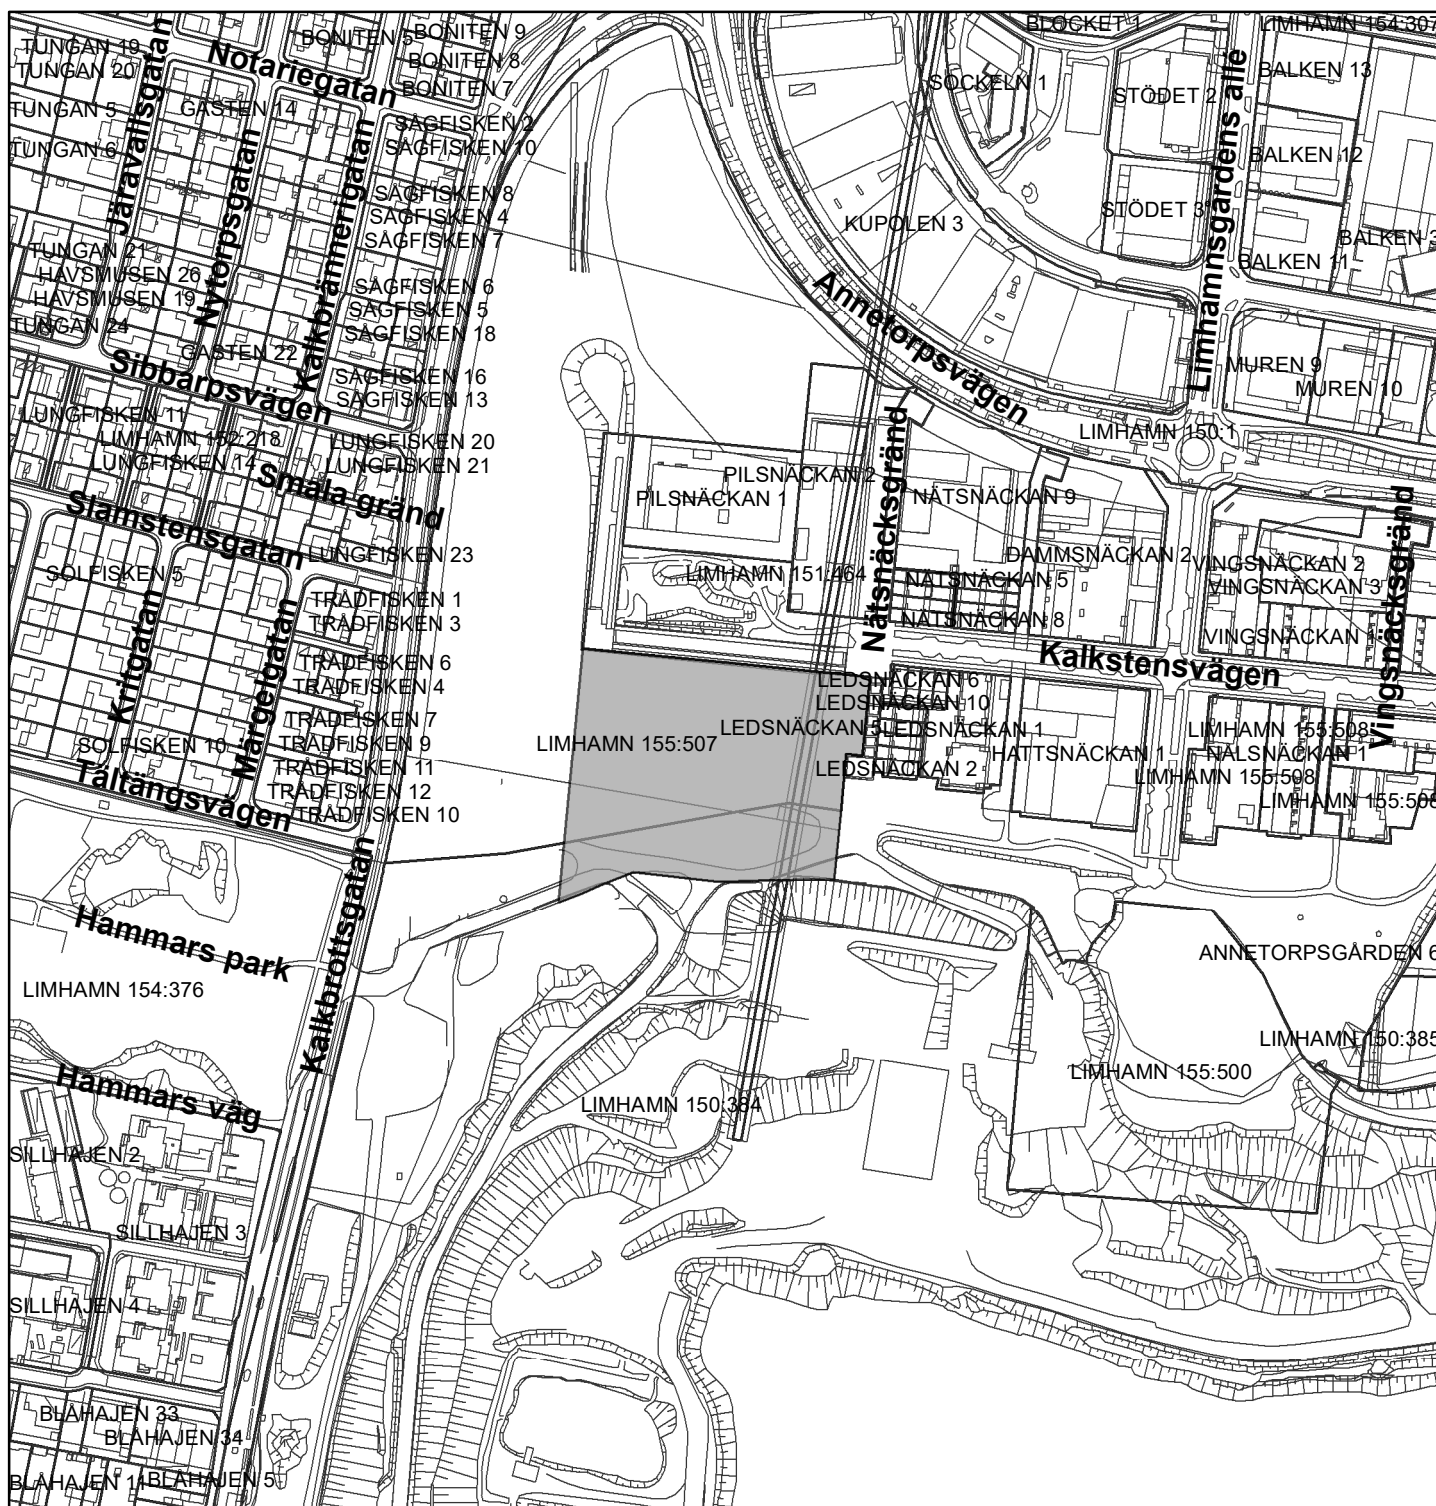 BLOCKET 1
LIMHAMN 154:307
BONITEN 9
BONITEN 5
TUNGAN 19
Notariegatan
BONITEN 8
TUNGAN 20
BALKEN 13
SOCKELN 1
BONITEN 7
STÖDET 2
TUNGAN 5
GASTEN 14
SÅGFISKEN 2
Järavallsgatan
TUNGAN 6
SÅGFISKEN 10
BALKEN 12
SÅGFISKEN 8
STÖDET 3
SÅGFISKEN 4
KUPOLEN 3
Limhamnsgårdens allé
BALKEN 3
SÅGFISKEN 7
TUNGAN 21
BALKEN 11
HAVSMUSEN 26
Nytorpsgatan
Kalkbrännerigatan
SÅGFISKEN 6
HAVSMUSEN 19
SÅGFISKEN 5
TUNGAN 24
SÅGFISKEN 18
Annetorpsvägen
GASTEN 22
MUREN 9
SÅGFISKEN 16
Sibbarpsvägen
MUREN 10
SÅGFISKEN 13
LUNGFISKEN 11
LIMHAMN 152:218
LUNGFISKEN 20
LIMHAMN 150:1
LUNGFISKEN 14
LUNGFISKEN 21
Smala gränd
PILSNÄCKAN 2
PILSNÄCKAN 1
NÄTSNÄCKAN 9
Nätsnäcksgränd
Slamstensgatan
LUNGFISKEN 23
DAMMSNÄCKAN 2
VINGSNÄCKAN 2
SOLFISKEN 5
LIMHAMN 151:464
NÄTSNÄCKAN 5
VINGSNÄCKAN 3
Vingsnäcksgränd
TRÅDFISKEN 1
TRÅDFISKEN 3
NÄTSNÄCKAN 8
VINGSNÄCKAN 1
Kritgatan
Märgelgatan
TRÅDFISKEN 6
Kalkstensvägen
TRÅDFISKEN 4
LEDSNÄCKAN 6
LEDSNÄCKAN 10
TRÅDFISKEN 7
LEDSNÄCKAN 5
LEDSNÄCKAN 1
LIMHAMN 155:508
SOLFISKEN 10
TRÅDFISKEN 9
LIMHAMN 155:507
HATTSNÄCKAN 1
NÅLSNÄCKAN 1
TRÅDFISKEN 11
LEDSNÄCKAN 2
LIMHAMN 155:508
Tältängsvägen
TRÅDFISKEN 12
LIMHAMN 155:508
TRÅDFISKEN 10
Kalkbrottsgatan
Hammars park
ANNETORPSGÅRDEN 6
LIMHAMN 154:376
LIMHAMN 150:385
LIMHAMN 155:500
Hammars väg
LIMHAMN 150:384
SILLHAJEN 2
SILLHAJEN 3
SILLHAJEN 4
BLÅHAJEN 33
BLÅHAJEN 34
BLÅHAJEN 11
BLÅHAJEN 5